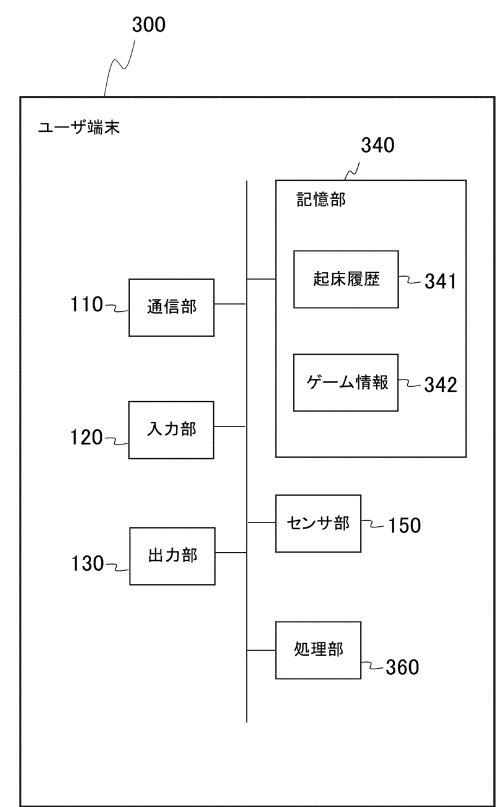 300
ユーザ端末
340
記憶部
起床履歴
341
110
通信部
ゲーム情報
342
120
入力部
センサ部
150
130
出力部
処理部
360